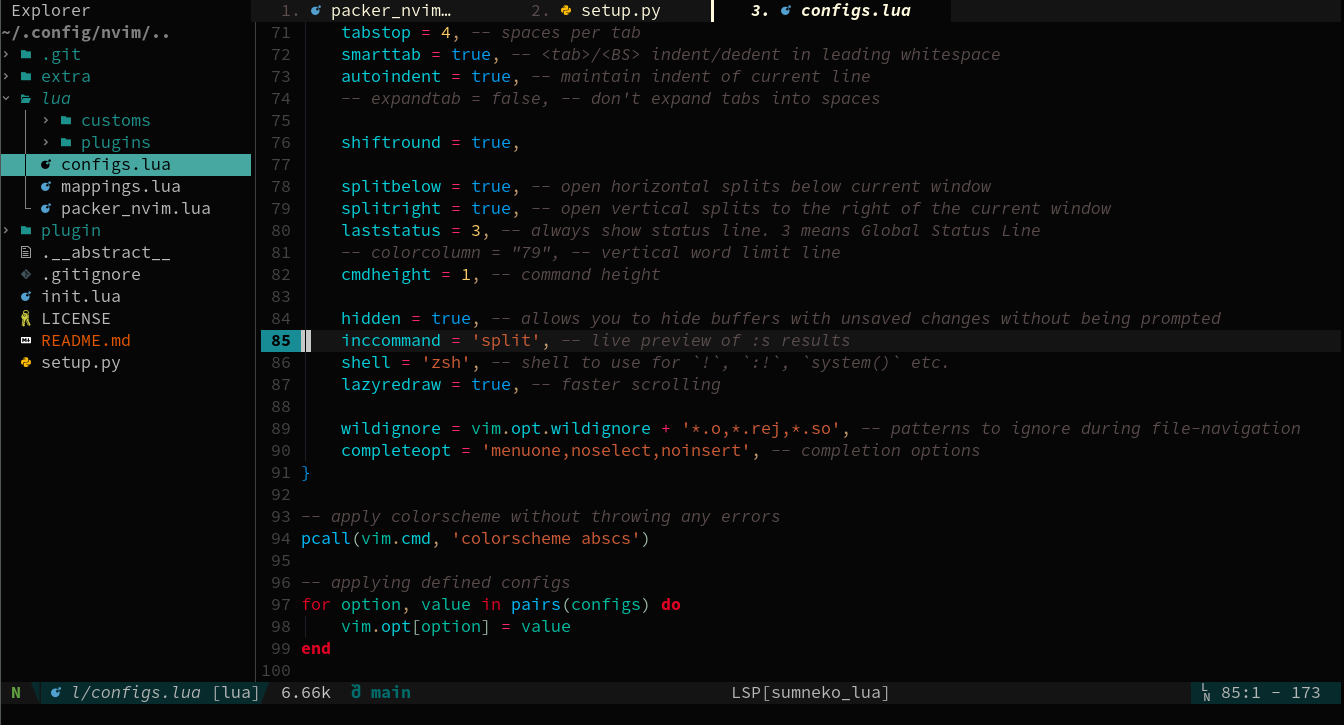 Explorer
1. packer_nvim…
2. setup.py
3. configs.lua
~/.config/nvim/..
.git
extra
lua
customs
plugins
configs.lua
mappings.lua
packer_nvim.lua
plugin
.__abstract__
.gitignore
init.lua
LICENSE
README.md
setup.py
71 tabstop = 4, -- spaces per tab
72 smarttab = true, -- <tab>/<BS> indent/dedent in leading whitespace
73 autoindent = true, -- maintain indent of current line
74 -- expandtab = false, -- don't expand tabs into spaces
75
76 shiftround = true,
77
78 splitbelow = true, -- open horizontal splits below current window
79 splitright = true, -- open vertical splits to the right of the current window
80 laststatus = 3, -- always show status line. 3 means Global Status Line
81 -- colorcolumn = "79", -- vertical word limit line
82 cmdheight = 1, -- command height
83
84 hidden = true, -- allows you to hide buffers with unsaved changes without being prompted
85 inccommand = 'split', -- live preview of :s results
86 shell = 'zsh', -- shell to use for `!`, `:!`, `system()` etc.
87 lazyredraw = true, -- faster scrolling
88
89 wildignore = vim.opt.wildignore + '*.o,*.rej,*.so', -- patterns to ignore during file-navigation
90 completeopt = 'menuone,noselect,noinsert', -- completion options
91 }
92
93 -- apply colorscheme without throwing any errors
94 pcall(vim.cmd, 'colorscheme abscs')
95
96 -- applying defined configs
97 for option, value in pairs(configs) do
98 vim.opt[option] = value
99 end
100
N l/configs.lua [lua] 6.66k main LSP[sumneko_lua] LN 85:1 - 173